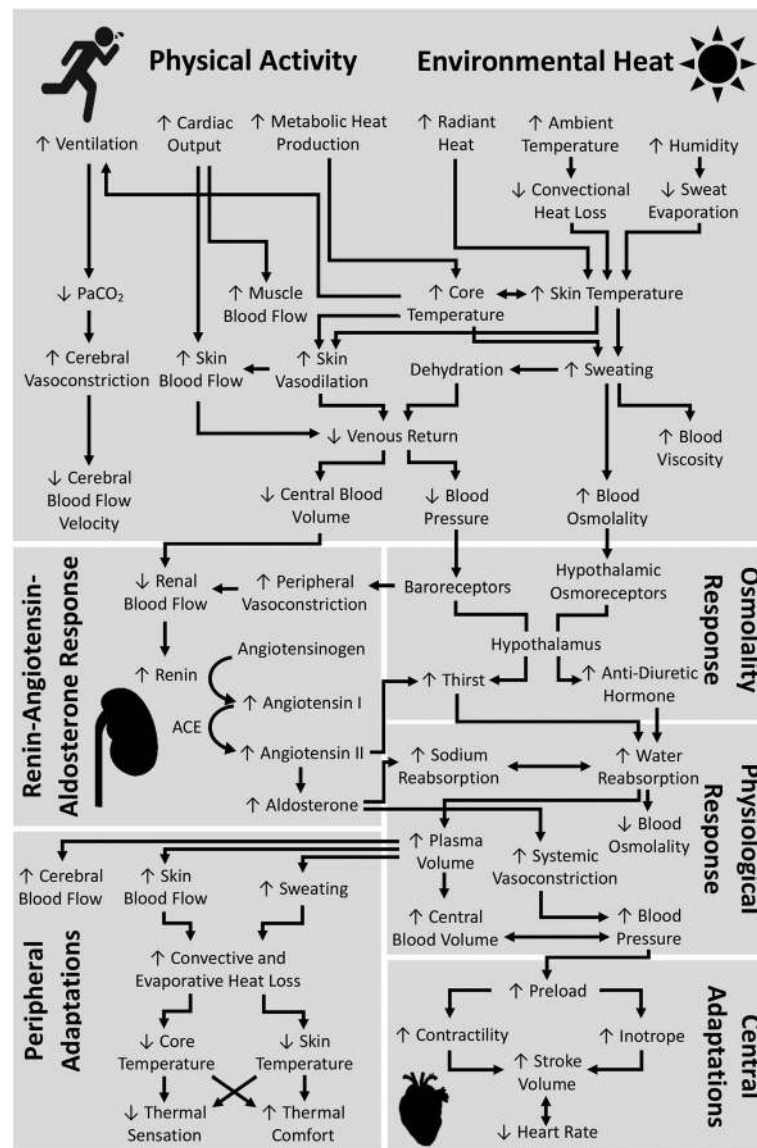 Physical Activity
Environmental Heat
↑ Ventilation
↑ Cardiac
Output
↑ Metabolic Heat
Production
↑ Radiant
Heat
↑ Ambient
Temperature
↑ Humidity
↓ Convectional
Heat Loss
↓ Sweat
Evaporation
↓ PaCO₂
↑ Muscle
Blood Flow
↑ Core
Temperature
↑ Skin Temperature
↑ Cerebral
Vasoconstriction
↑ Skin
Blood Flow
↑ Skin
Vasodilation
Dehydration
↑ Sweating
↓ Venous Return
↑ Blood
Viscosity
↓ Cerebral
Blood Flow
Velocity
↓ Central Blood
Volume
↓ Blood
Pressure
↑ Blood
Osmolality
Renin-Angiotensin-
Aldosterone Response
↓ Renal
Blood Flow
↑ Peripheral
Vasoconstriction
↑ Renin
Angiotensinogen
↑ Angiotensin I
ACE
↑ Angiotensin II
↑ Aldosterone
Osmolality
Response
Baroreceptors
Hypothalamic
Osmoreceptors
Hypothalamus
↑ Thirst
↑ Anti-Diuretic
Hormone
Physiological
Response
↑ Sodium
Reabsorption
↑ Water
Reabsorption
↑ Plasma
Volume
↑ Systemic
Vasoconstriction
↓ Blood
Osmolality
↑ Central
Blood Volume
↑ Blood
Pressure
Peripheral
Adaptations
↑ Cerebral
Blood Flow
↑ Skin
Blood Flow
↑ Sweating
↑ Convective and
Evaporative Heat Loss
↓ Core
Temperature
↓ Skin
Temperature
↓ Thermal
Sensation
↑ Thermal
Comfort
Central
Adaptations
↑ Preload
↑ Contractility
↑ Inotrope
↑ Stroke
Volume
↓ Heart Rate